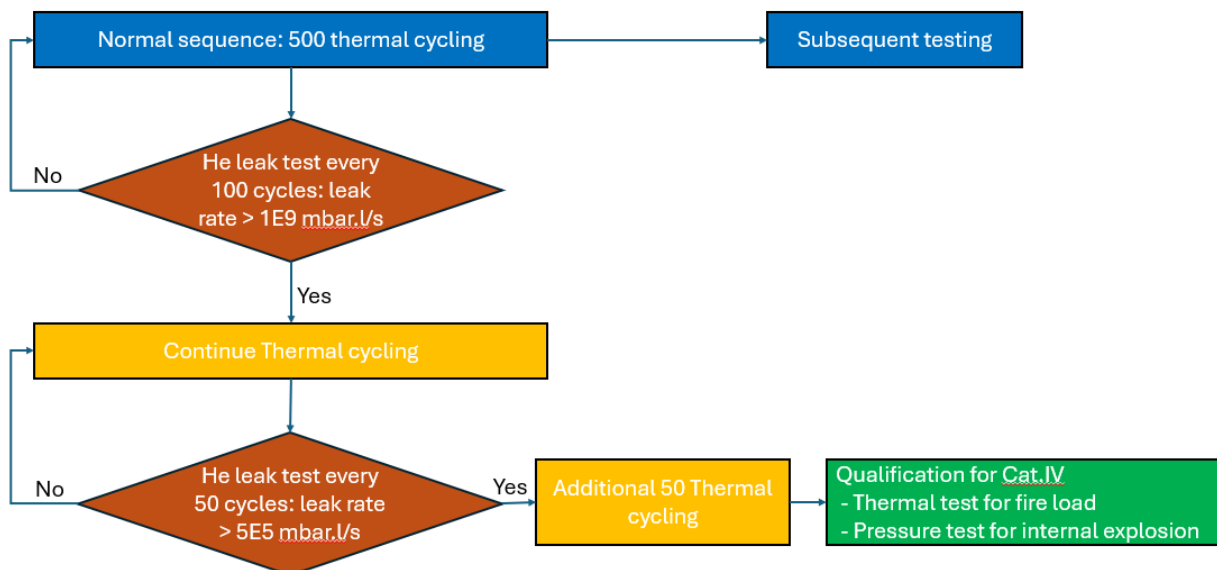 Normal sequence: 500 thermal cycling
Subsequent testing
He leak test every
100 cycles: leak
rate > 1E9 mbar.l/s
No
Yes
Continue Thermal cycling
He leak test every
50 cycles: leak rate
> 5E5 mbar.l/s
No
Yes
Additional 50 Thermal
cycling
Qualification for Cat.IV
- Thermal test for fire load
- Pressure test for internal explosion